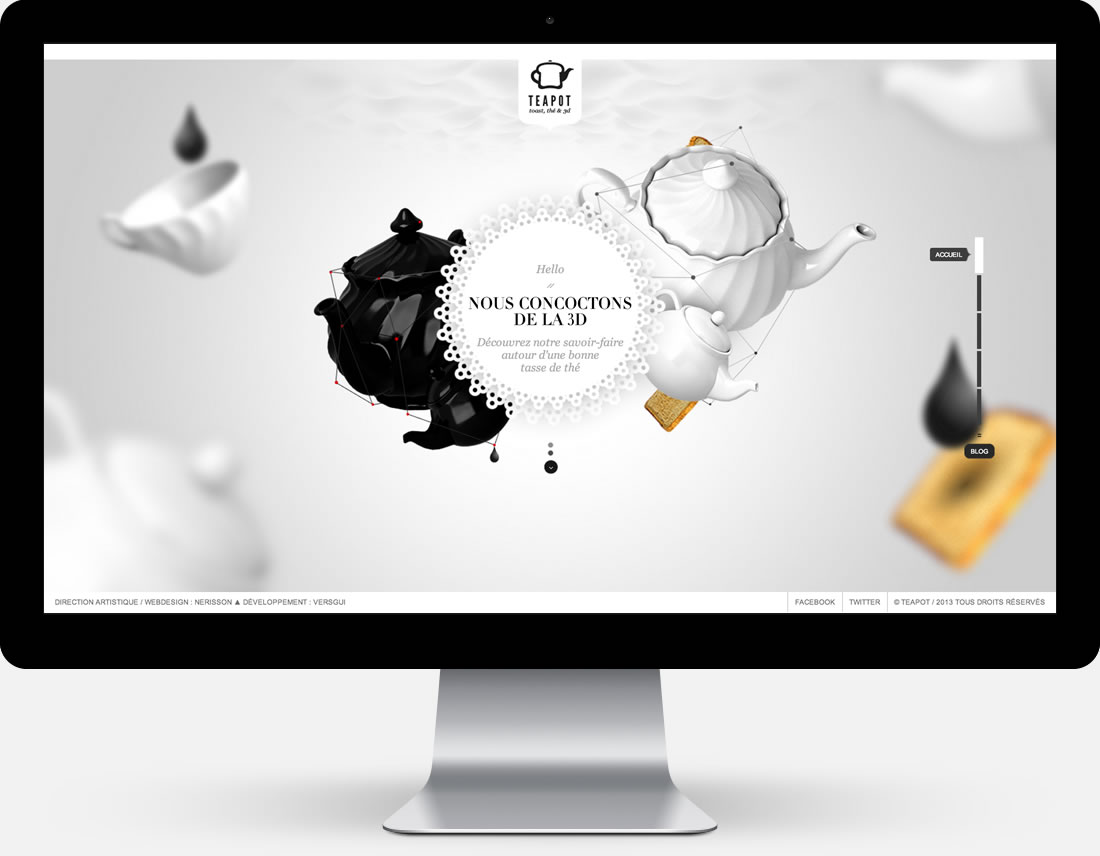 TEAPOT
toast, thé & 3d
Hello
//
NOUS CONCOCTONS
DE LA 3D
Découvrez notre savoir-faire
autour d'une bonne
tasse de thé
ACCUEIL
BLOG
DIRECTION ARTISTIQUE / WEBDESIGN : NERISSON ▲ DÉVELOPPEMENT : VERSGUI
FACEBOOK
TWITTER
© TEAPOT / 2013 TOUS DROITS RÉSERVÉS